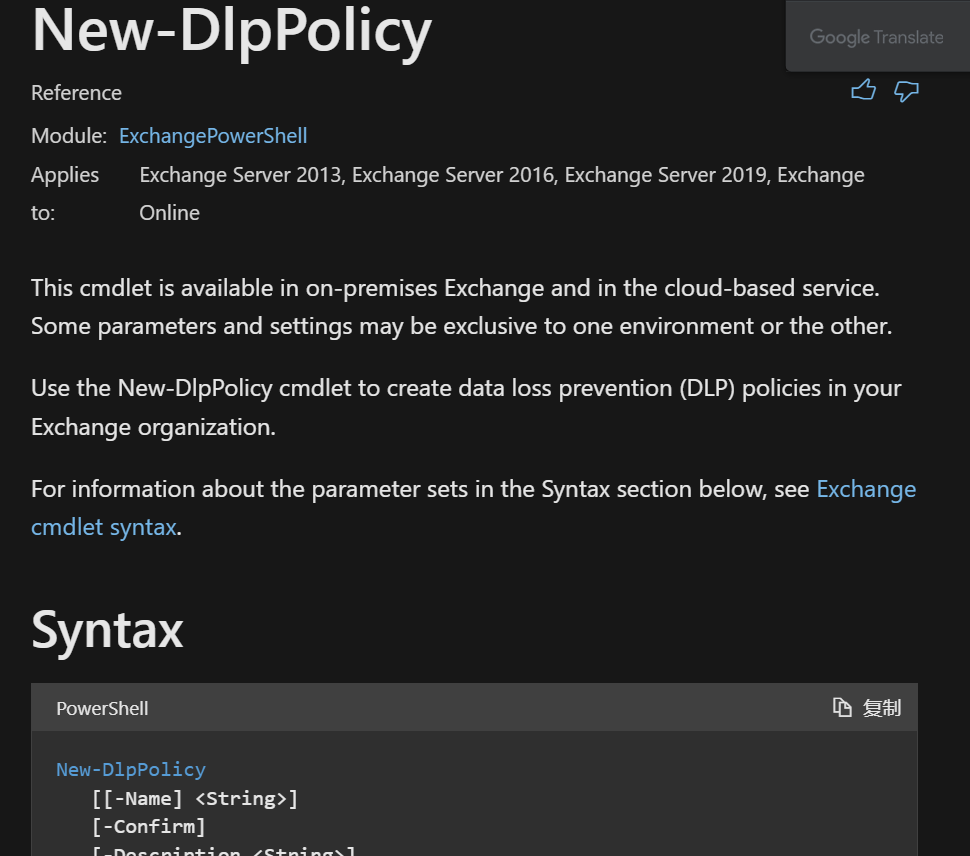 New-DlpPolicy
Google Translate
Reference
Module: ExchangePowerShell
Applies to: Exchange Server 2013, Exchange Server 2016, Exchange Server 2019, Exchange Online
This cmdlet is available in on-premises Exchange and in the cloud-based service.
Some parameters and settings may be exclusive to one environment or the other.
Use the New-DlpPolicy cmdlet to create data loss prevention (DLP) policies in your
Exchange organization.
For information about the parameter sets in the Syntax section below, see Exchange
cmdlet syntax.
Syntax
PowerShell 复制
New-DlpPolicy
[[-Name] <String>]
[-Confirm]
[-Description <String>]